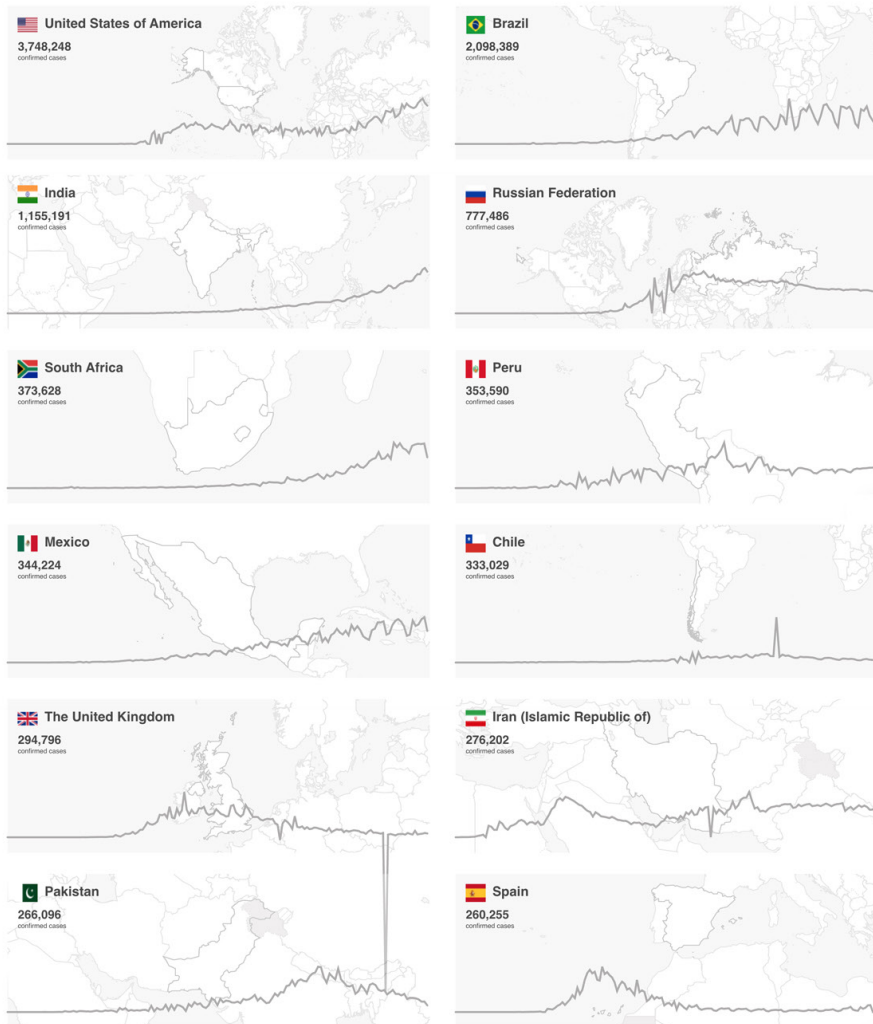 United States of America
3,748,248
confirmed cases
Brazil
2,098,389
confirmed cases
India
1,155,191
confirmed cases
Russian Federation
777,486
confirmed cases
South Africa
373,628
confirmed cases
Peru
353,590
confirmed cases
Mexico
344,224
confirmed cases
Chile
333,029
confirmed cases
The United Kingdom
294,796
confirmed cases
Iran (Islamic Republic of)
276,202
confirmed cases
Pakistan
266,096
confirmed cases
Spain
260,255
confirmed cases